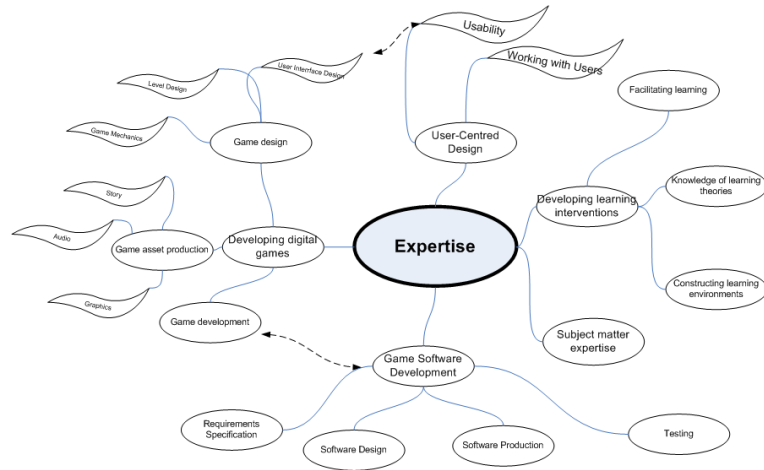 Usability
User Interface Design
Working with Users
Level Design
Facilitating learning
Game Mechanics
Game design
User-Centred
Design
Knowledge of learning
theories
Story
Developing learning
interventions
Audio
Game asset production
Developing digital
games
Expertise
Constructing learning
environments
Graphics
Game development
Subject matter
expertise
Game Software
Development
Requirements
Specification
Software Design
Software Production
Testing